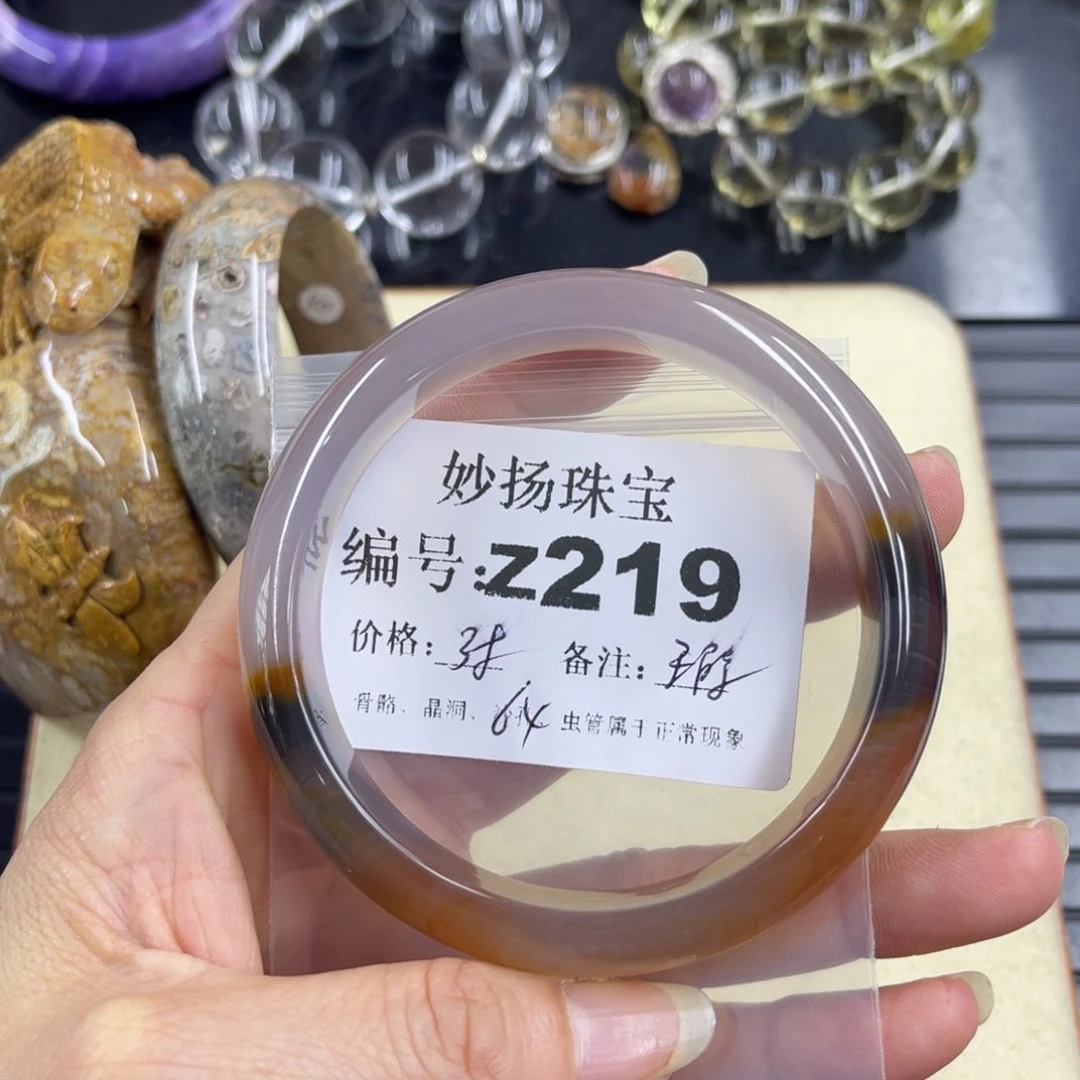 妙扬珠宝
编号:z219
价格: 备注:
骨骼、晶洞、 虫管属于正常现象
64